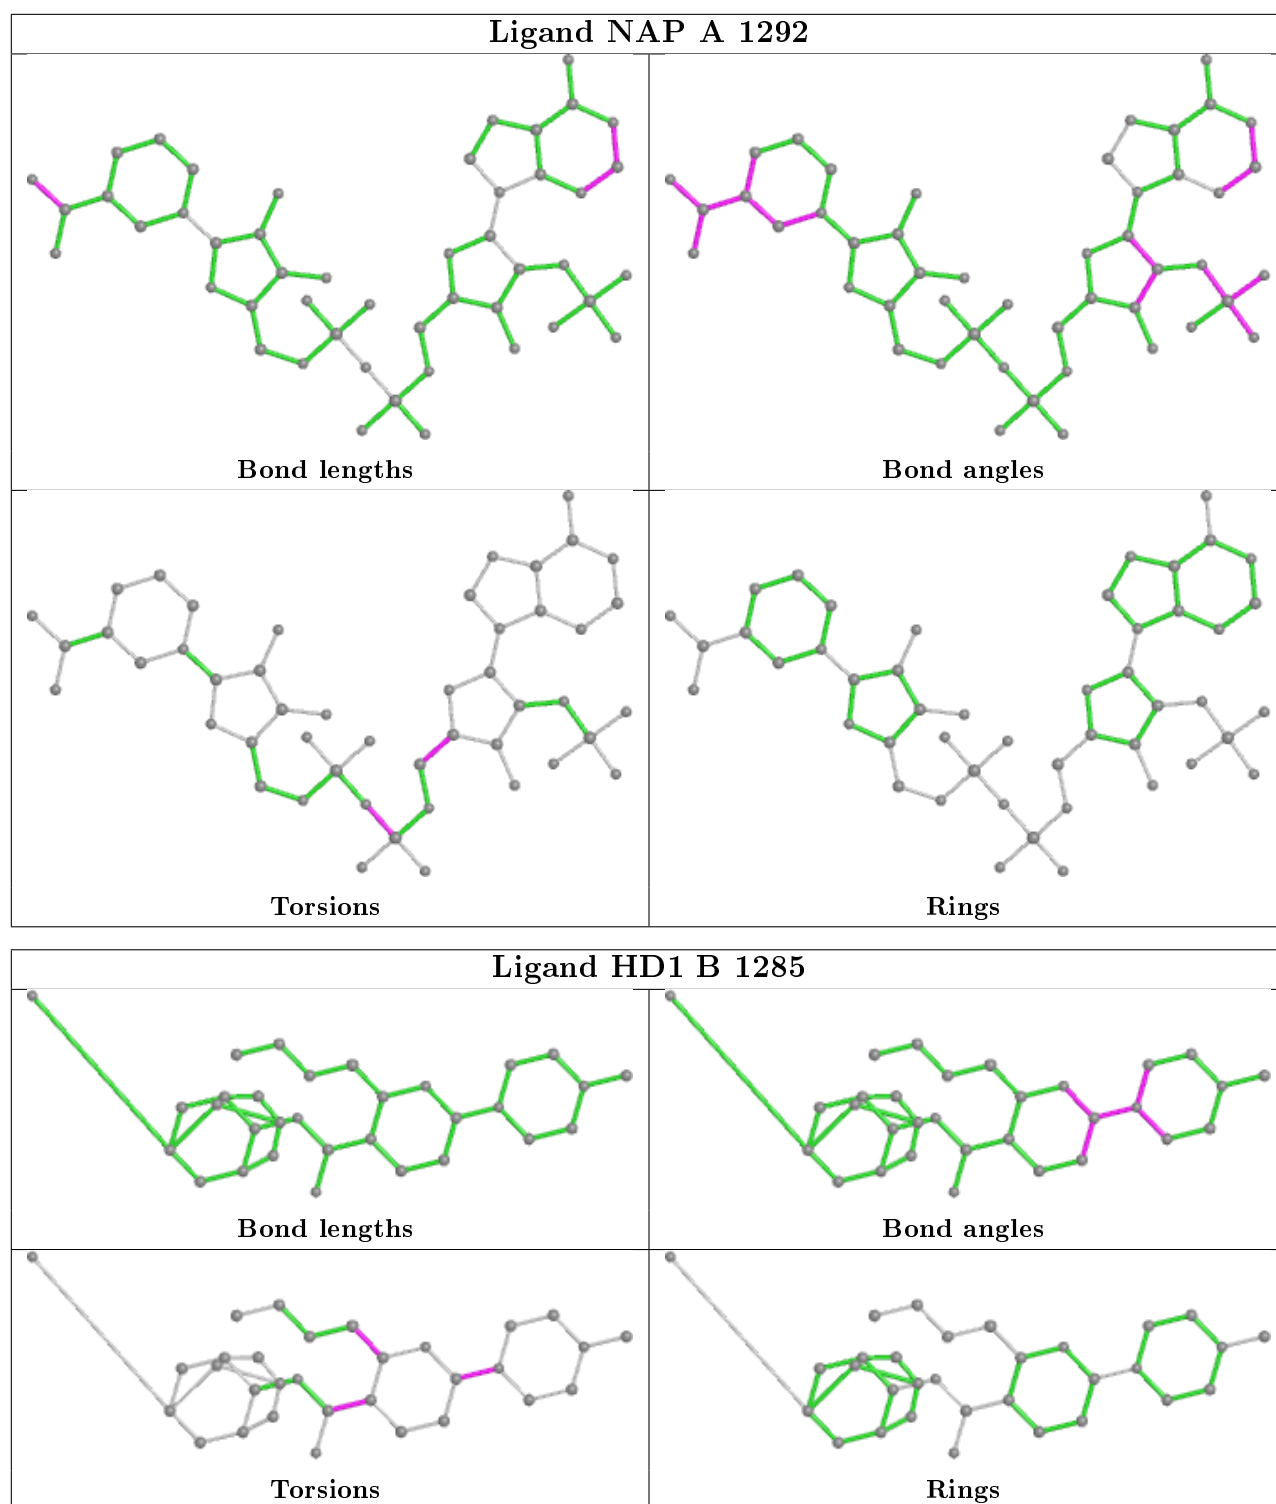 Ligand NAP A 1292
Bond lengths
Bond angles
Torsions
Rings
Ligand HD1 B 1285
Bond lengths
Bond angles
Torsions
Rings